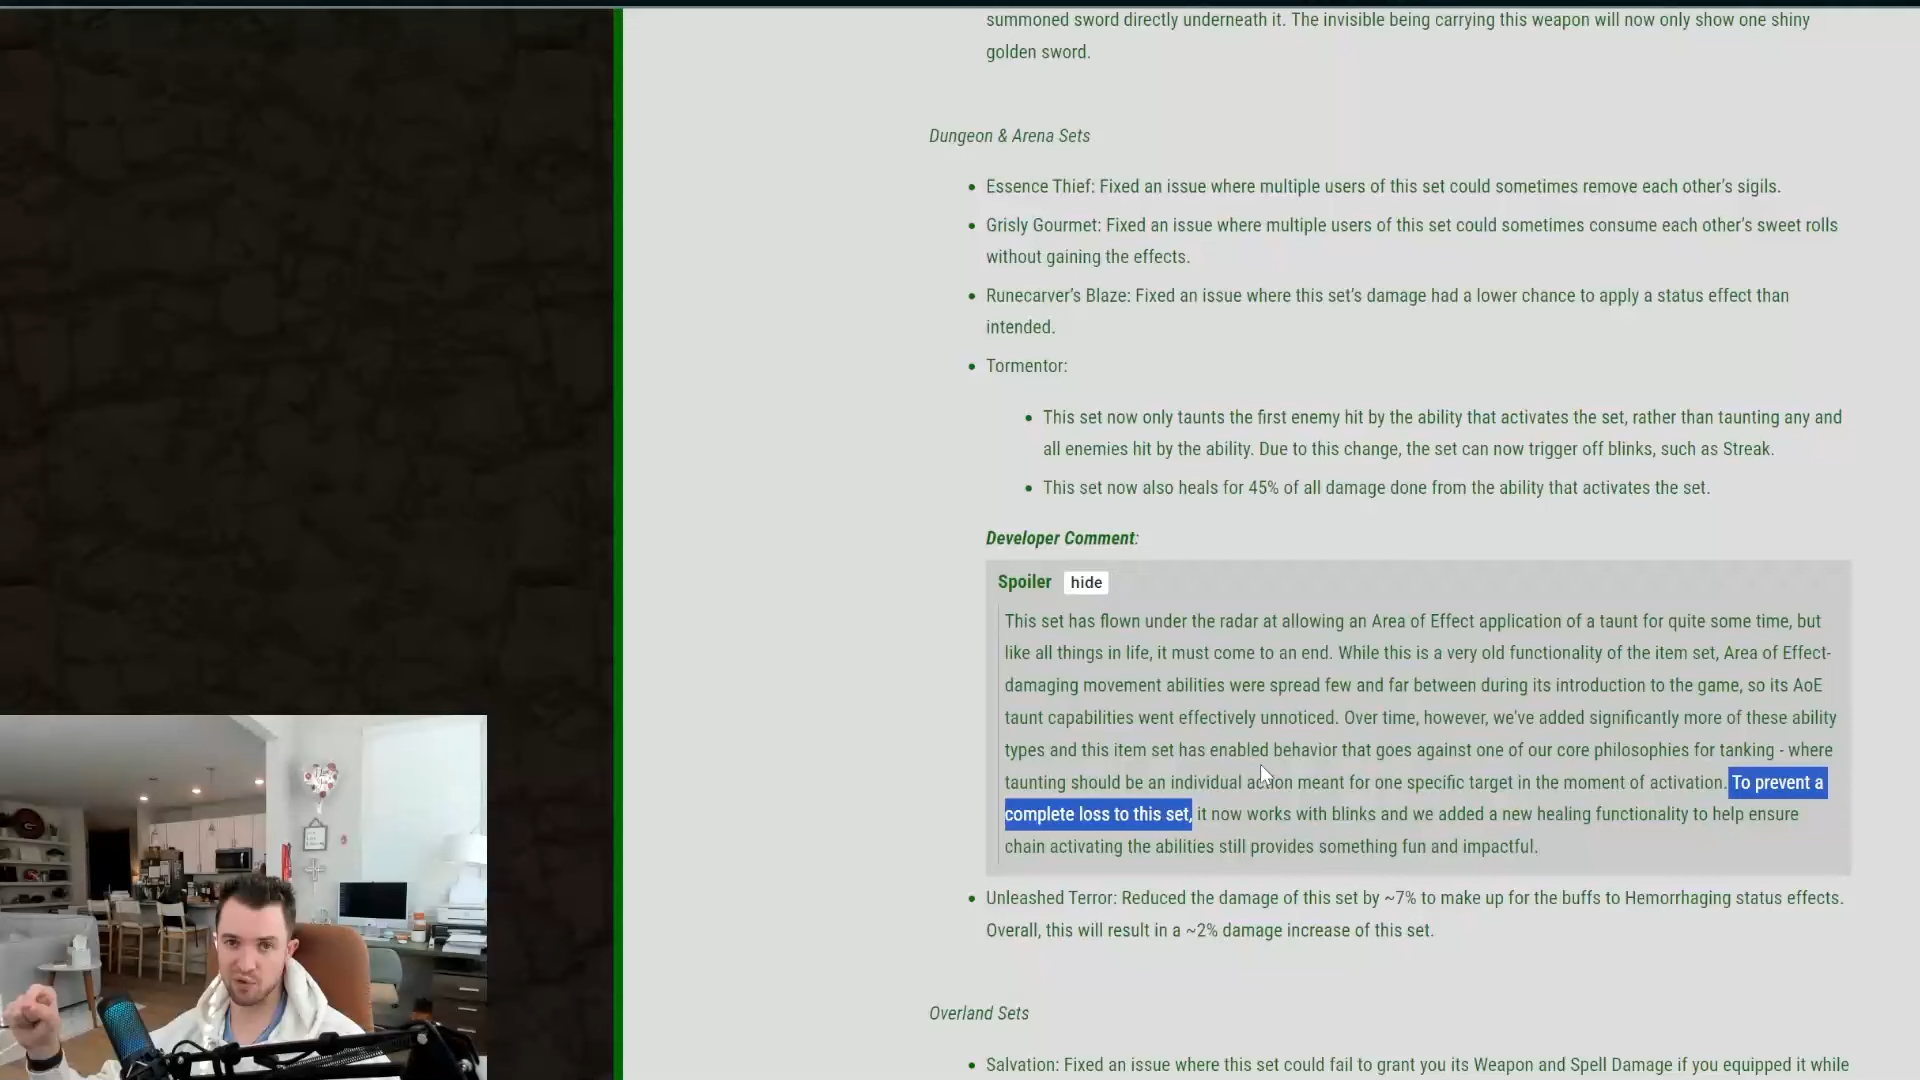 summoned sword directly underneath it. The invisible being carrying this weapon will now only show one shiny
golden sword.
Dungeon & Arena Sets
Essence Thief: Fixed an issue where multiple users of this set could sometimes remove each other's sigils.
Grisly Gourmet: Fixed an issue where multiple users of this set could sometimes consume each other's sweet rolls
without gaining the effects.
Runecarver's Blaze: Fixed an issue where this set's damage had a lower chance to apply a status effect than
intended.
Tormentor:
This set now only taunts the first enemy hit by the ability that activates the set, rather than taunting any and
all enemies hit by the ability. Due to this change, the set can now trigger off blinks, such as Streak.
This set now also heals for 45% of all damage done from the ability that activates the set.
Developer Comment:
Spoiler hide
This set has flown under the radar at allowing an Area of Effect application of a taunt for quite some time, but
like all things in life, it must come to an end. While this is a very old functionality of the item set, Area of Effect-
damaging movement abilities were spread few and far between during its introduction to the game, so its AoE
taunt capabilities went effectively unnoticed. Over time, however, we've added significantly more of these ability
types and this item set has enabled behavior that goes against one of our core philosophies for tanking - where
taunting should be an individual action meant for one specific target in the moment of activation. To prevent a
complete loss to this set, it now works with blinks and we added a new healing functionality to help ensure
chain activating the abilities still provides something fun and impactful.
Unleashed Terror: Reduced the damage of this set by ~7% to make up for the buffs to Hemorrhaging status effects.
Overall, this will result in a ~2% damage increase of this set.
Overland Sets
Salvation: Fixed an issue where this set could fail to grant you its Weapon and Spell Damage if you equipped it while